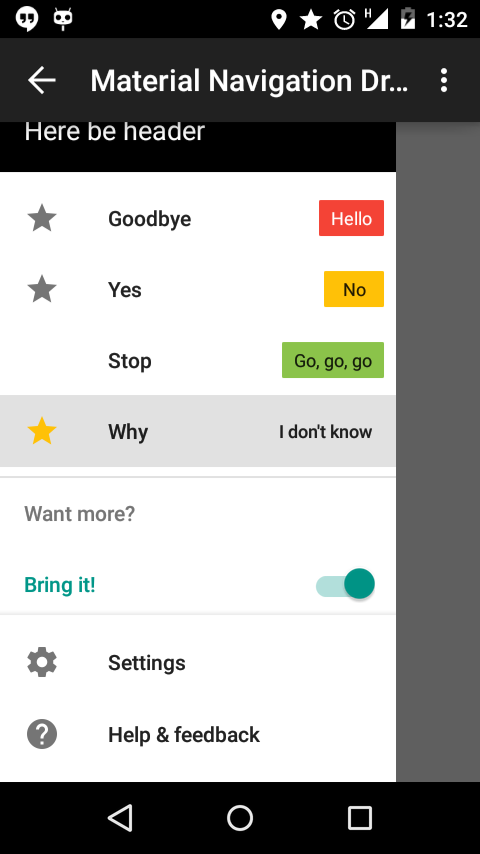 H
1:32
Material Navigation Dr...
Here be header
Goodbye
Hello
Yes
No
Stop
Go, go, go
Why
I don't know
Want more?
Bring it!
Settings
Help & feedback